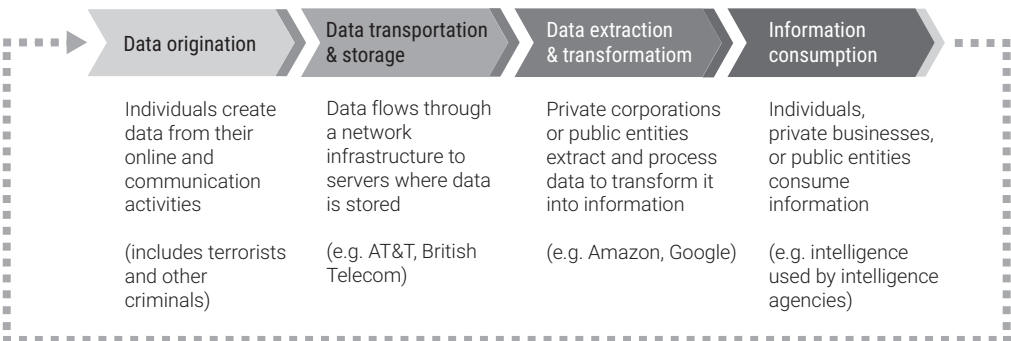 Data origination
Data transportation
& storage
Data extraction
& transformatiom
Information
consumption
Individuals create
data from their
online and
communication
activities
(includes terrorists
and other
criminals)
Data flows through
a network
infrastructure to
servers where data
is stored
(e.g. AT&T, British
Telecom)
Private corporations
or public entities
extract and process
data to transform it
into information
(e.g. Amazon, Google)
Individuals,
private businesses,
or public entities
consume
information
(e.g. intelligence
used by intelligence
agencies)